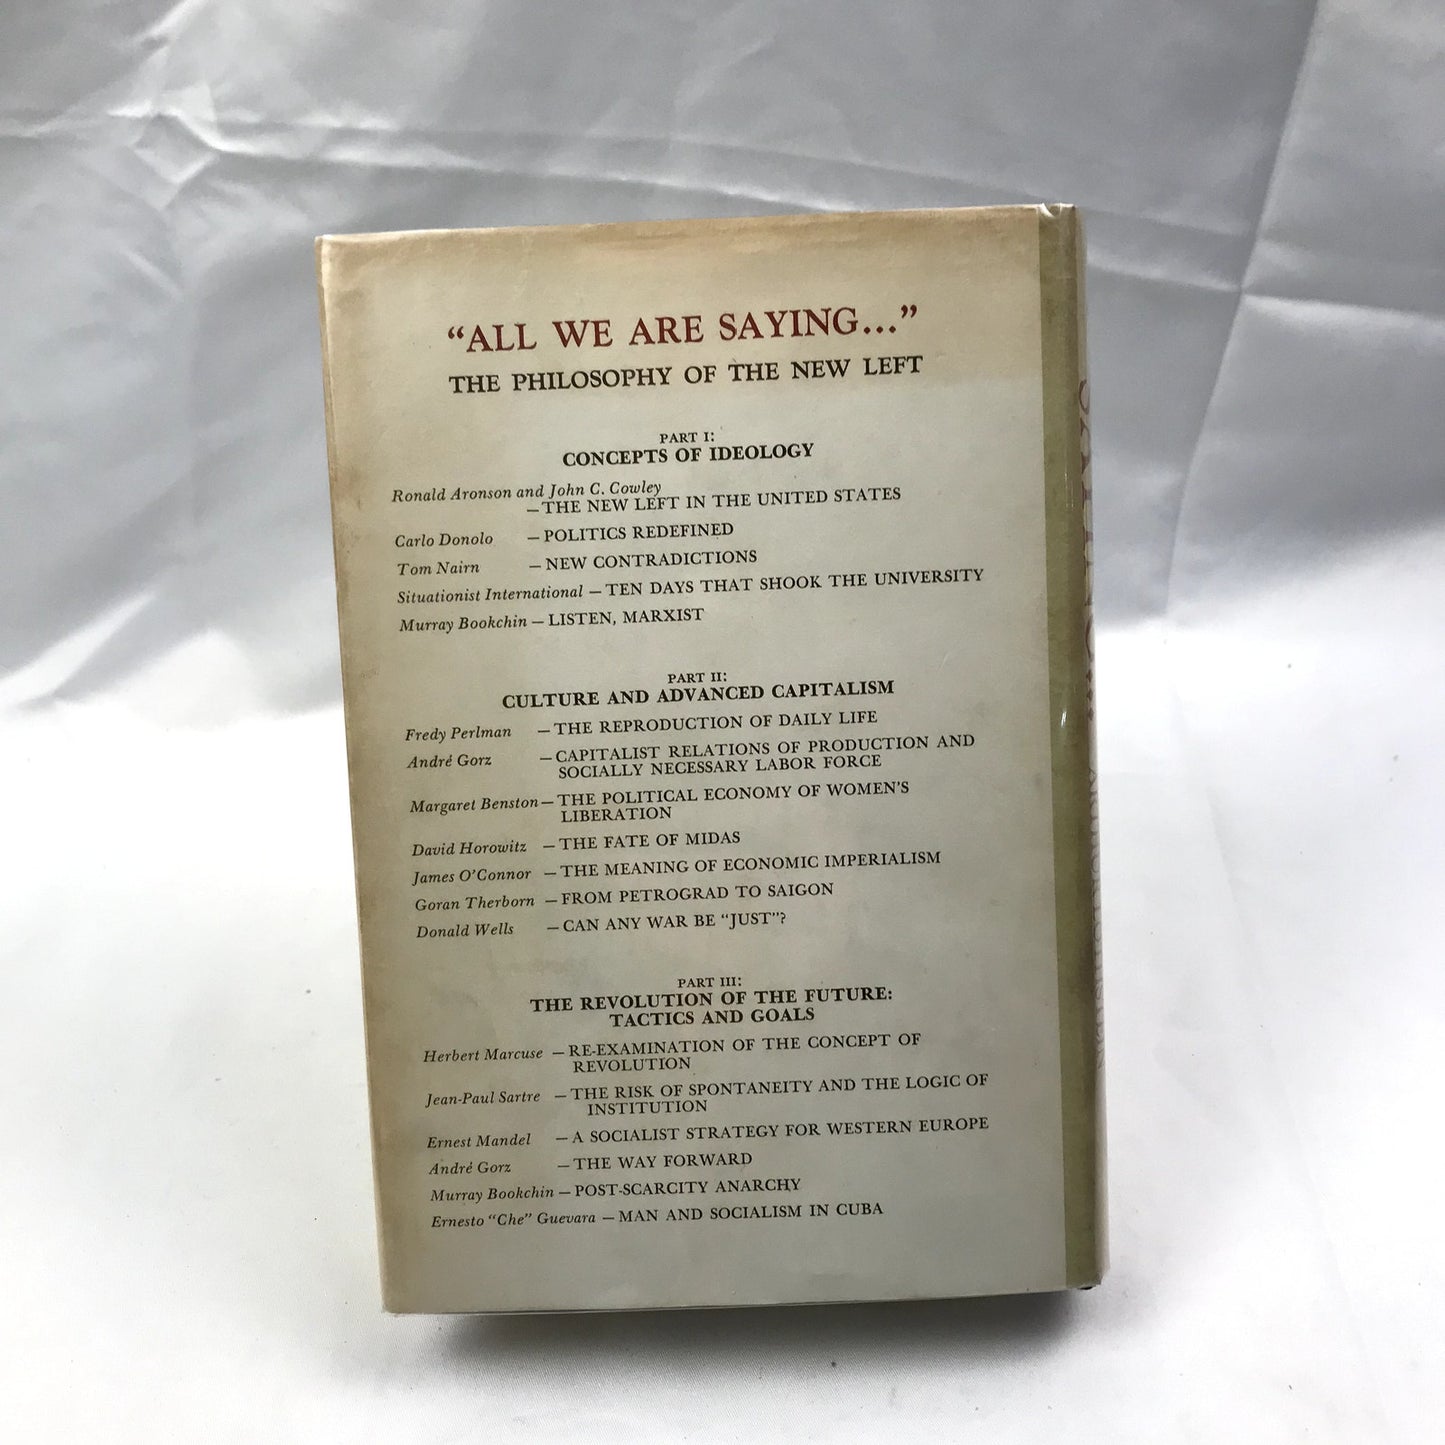 "ALL WE ARE SAYING..."
THE PHILOSOPHY OF THE NEW LEFT
PART I:
CONCEPTS OF IDEOLOGY
Ronald Aronson and John C. Cowley
—THE NEW LEFT IN THE UNITED STATES
Carlo Donolo —POLITICS REDEFINED
Tom Nairn —NEW CONTRADICTIONS
Situationist International —TEN DAYS THAT SHOOK THE UNIVERSITY
Murray Bookchin —LISTEN, MARXIST
PART II:
CULTURE AND ADVANCED CAPITALISM
Fredy Perlman —THE REPRODUCTION OF DAILY LIFE
André Gorz —CAPITALIST RELATIONS OF PRODUCTION AND
SOCIALLY NECESSARY LABOR FORCE
Margaret Benston —THE POLITICAL ECONOMY OF WOMEN'S
LIBERATION
David Horowitz —THE FATE OF MIDAS
James O'Connor —THE MEANING OF ECONOMIC IMPERIALISM
Goran Therborn —FROM PETROGRAD TO SAIGON
Donald Wells —CAN ANY WAR BE "JUST"?
PART III:
THE REVOLUTION OF THE FUTURE:
TACTICS AND GOALS
Herbert Marcuse —RE-EXAMINATION OF THE CONCEPT OF
REVOLUTION
Jean-Paul Sartre —THE RISK OF SPONTANEITY AND THE LOGIC OF
INSTITUTION
Ernest Mandel —A SOCIALIST STRATEGY FOR WESTERN EUROPE
André Gorz —THE WAY FORWARD
Murray Bookchin —POST-SCARCITY ANARCHY
Ernesto "Che" Guevara —MAN AND SOCIALISM IN CUBA